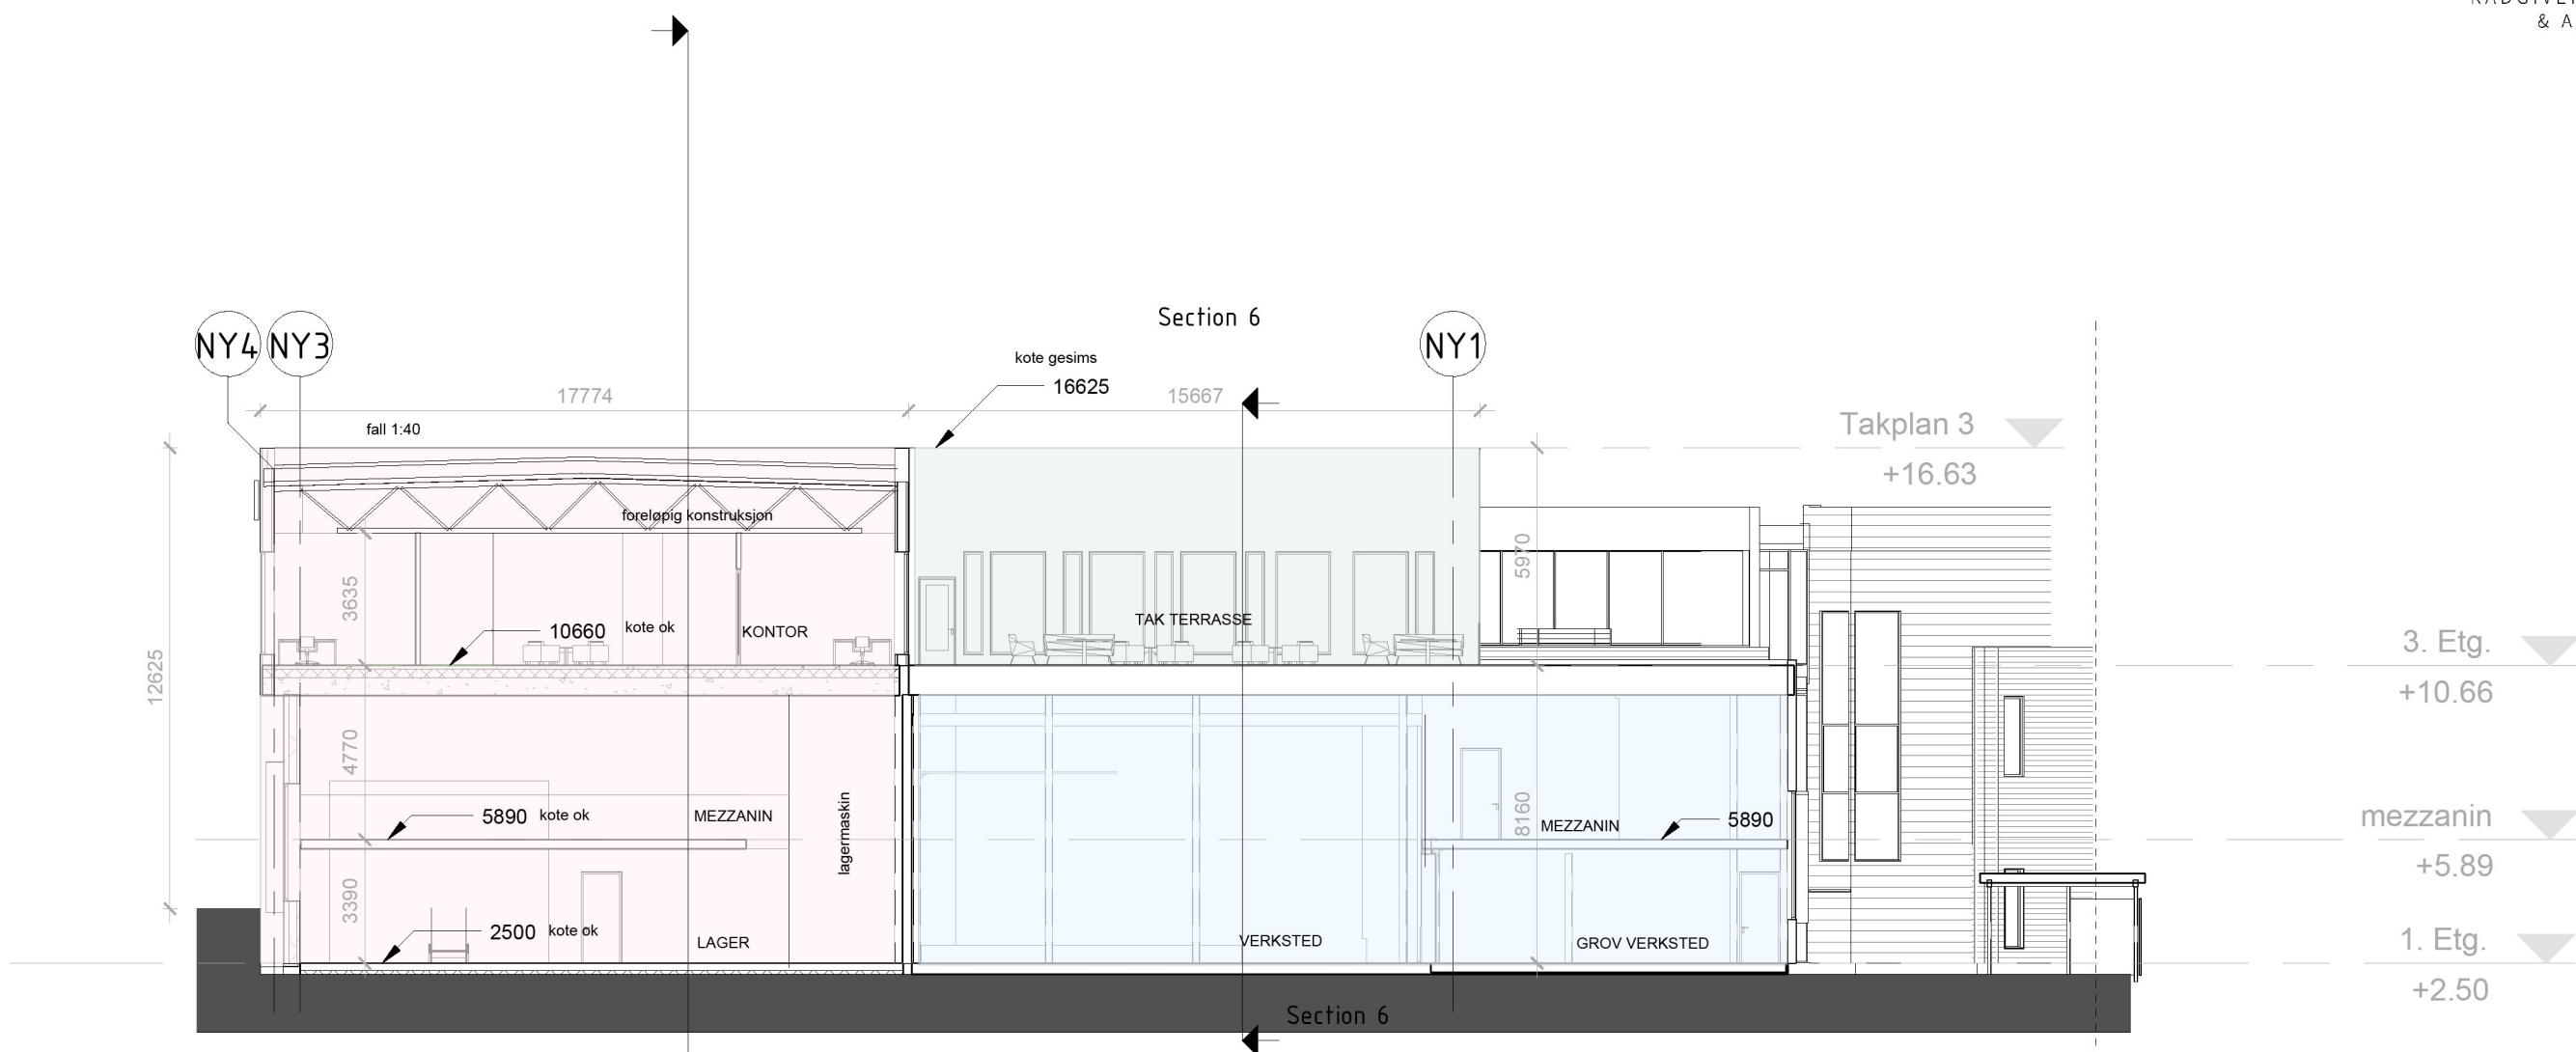 & A
Section 6
NY4
NY3
NY1
kote gesims
16625
17774
15667
fall 1:40
Takplan 3
+16.63
foreløpig konstruksjon
3635
5970
TAK TERRASSE
10660
kote ok
KONTOR
3. Etg.
+10.66
12625
4770
5890
kote ok
MEZZANIN
lagermaskin
8160
MEZZANIN
5890
mezzanin
+5.89
3390
2500
kote ok
LAGER
VERKSTED
GROV VERKSTED
1. Etg.
+2.50
Section 6